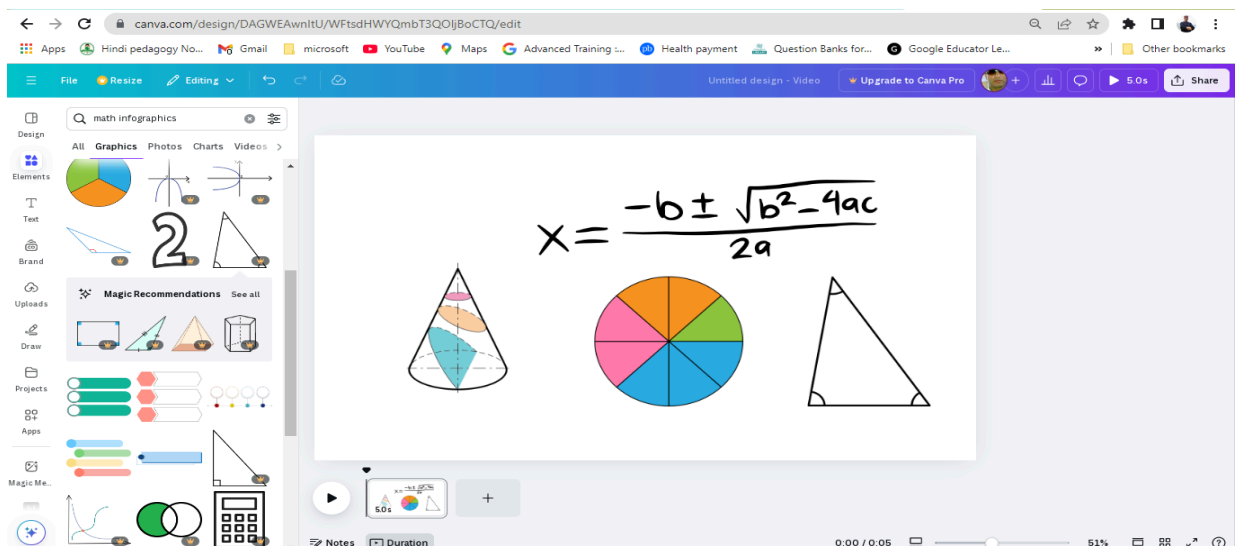 canva.com/design/DAGWEAwnItU/WFtsdHWYQmbT3QOIjBoCTQ/edit
Apps Hindi pedagogy No... Gmail microsoft YouTube Maps Advanced Training :... Health payment Question Banks for... Google Educator Le... » Other bookmarks
File Resize Editing Untitled design - Video Upgrade to Canva Pro + 5.0s Share
Design
Elements
Text
Brand
Uploads
Draw
Projects
Apps
Magic Me...
math infographics
All Graphics Photos Charts Videos
2
Magic Recommendations See all
x = -b ± √b²-4ac
2a
5.0s
+
Notes Duration 0:00 / 0:05 51%